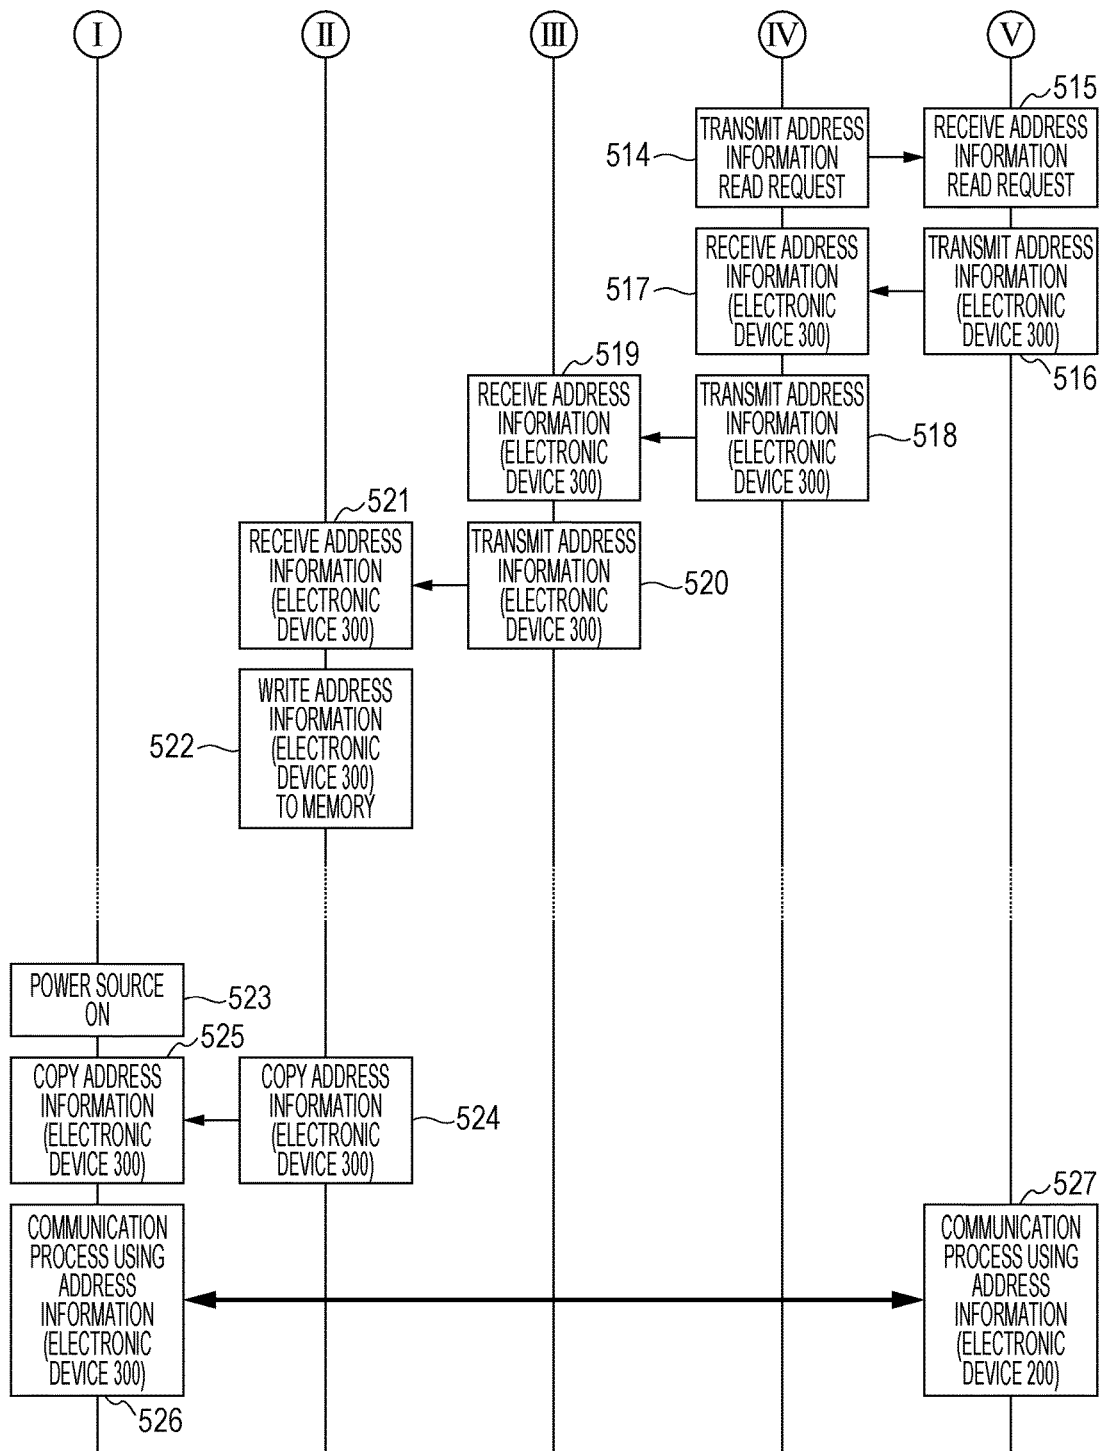 I
II
III
IV
V
515
514
TRANSMIT ADDRESS
INFORMATION
READ REQUEST
RECEIVE ADDRESS
INFORMATION
READ REQUEST
517
RECEIVE ADDRESS
INFORMATION
(ELECTRONIC
DEVICE 300)
TRANSMIT ADDRESS
INFORMATION
(ELECTRONIC
DEVICE 300)
516
519
RECEIVE ADDRESS
INFORMATION
(ELECTRONIC
DEVICE 300)
TRANSMIT ADDRESS
INFORMATION
(ELECTRONIC
DEVICE 300)
518
521
RECEIVE ADDRESS
INFORMATION
(ELECTRONIC
DEVICE 300)
TRANSMIT ADDRESS
INFORMATION
(ELECTRONIC
DEVICE 300)
520
522
WRITE ADDRESS
INFORMATION
(ELECTRONIC
DEVICE 300)
TO MEMORY
POWER SOURCE
ON
523
525
COPY ADDRESS
INFORMATION
(ELECTRONIC
DEVICE 300)
COPY ADDRESS
INFORMATION
(ELECTRONIC
DEVICE 300)
524
527
COMMUNICATION
PROCESS USING
ADDRESS
INFORMATION
(ELECTRONIC
DEVICE 300)
526
COMMUNICATION
PROCESS USING
ADDRESS
INFORMATION
(ELECTRONIC
DEVICE 200)